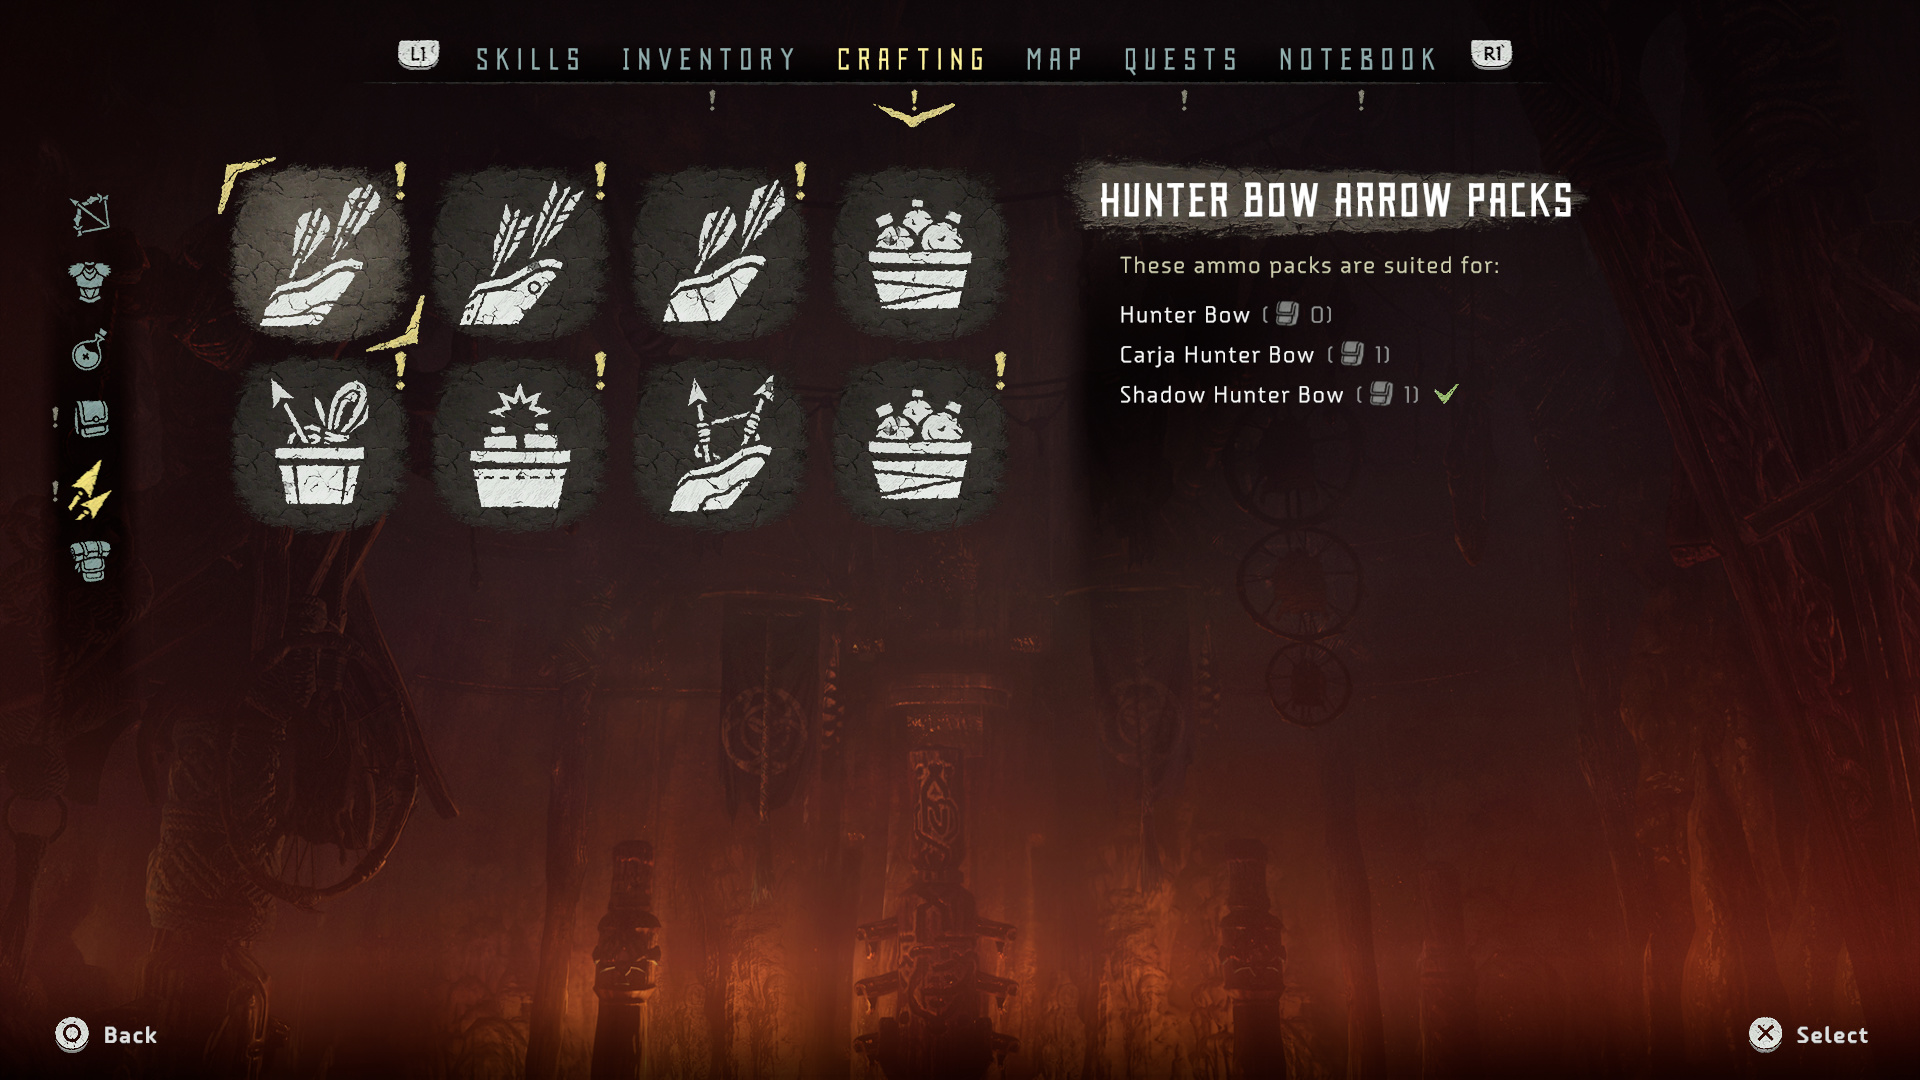 L1 SKILLS INVENTORY CRAFTING MAP QUESTS NOTEBOOK R1
! ! ! !
! ! !
HUNTER BOW ARROW PACKS
These ammo packs are suited for:
Hunter Bow ( 0)
Carja Hunter Bow ( 1)
Shadow Hunter Bow ( 1)
! ! !
!
!
Back
Select